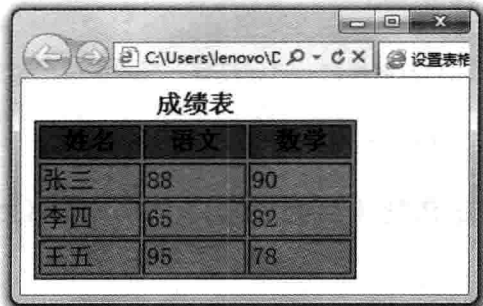 C:\Users\lenovo\D
设置表格
成绩表
姓名 语文 数学
张三 88 90
李四 65 82
王五 95 78